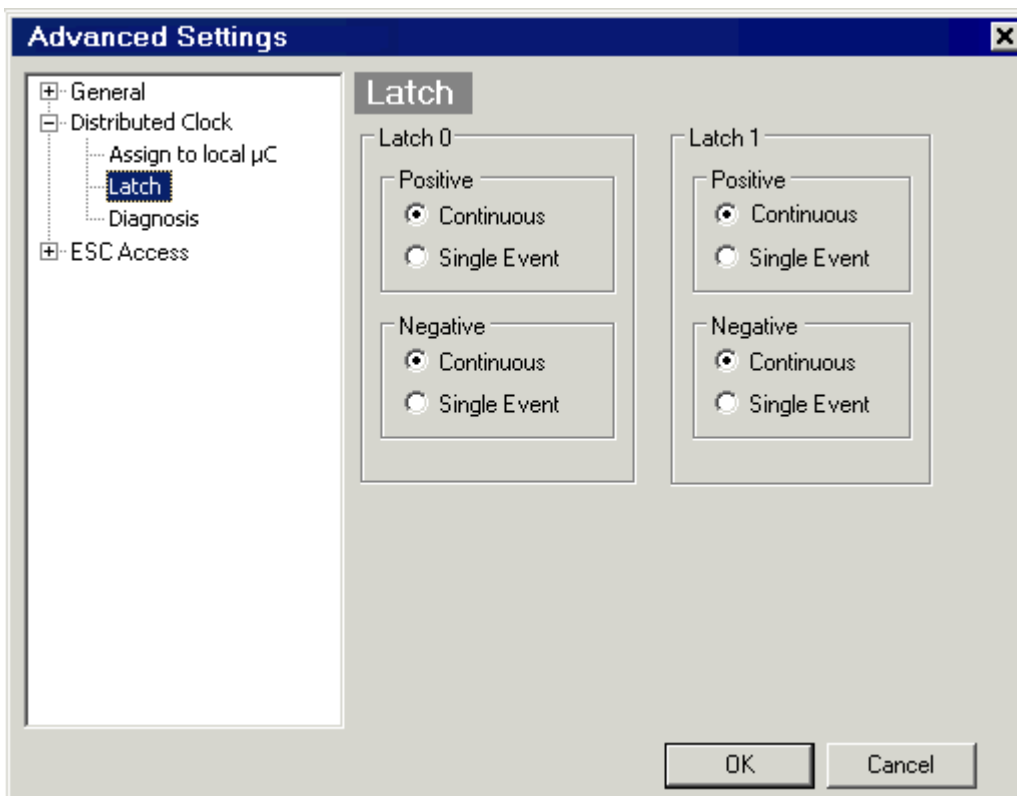 Advanced Settings
General
Distributed Clock
Assign to local µC
Latch
Diagnosis
ESC Access
Latch
Latch 0
Positive
Continuous
Single Event
Negative
Continuous
Single Event
Latch 1
Positive
Continuous
Single Event
Negative
Continuous
Single Event
OK
Cancel